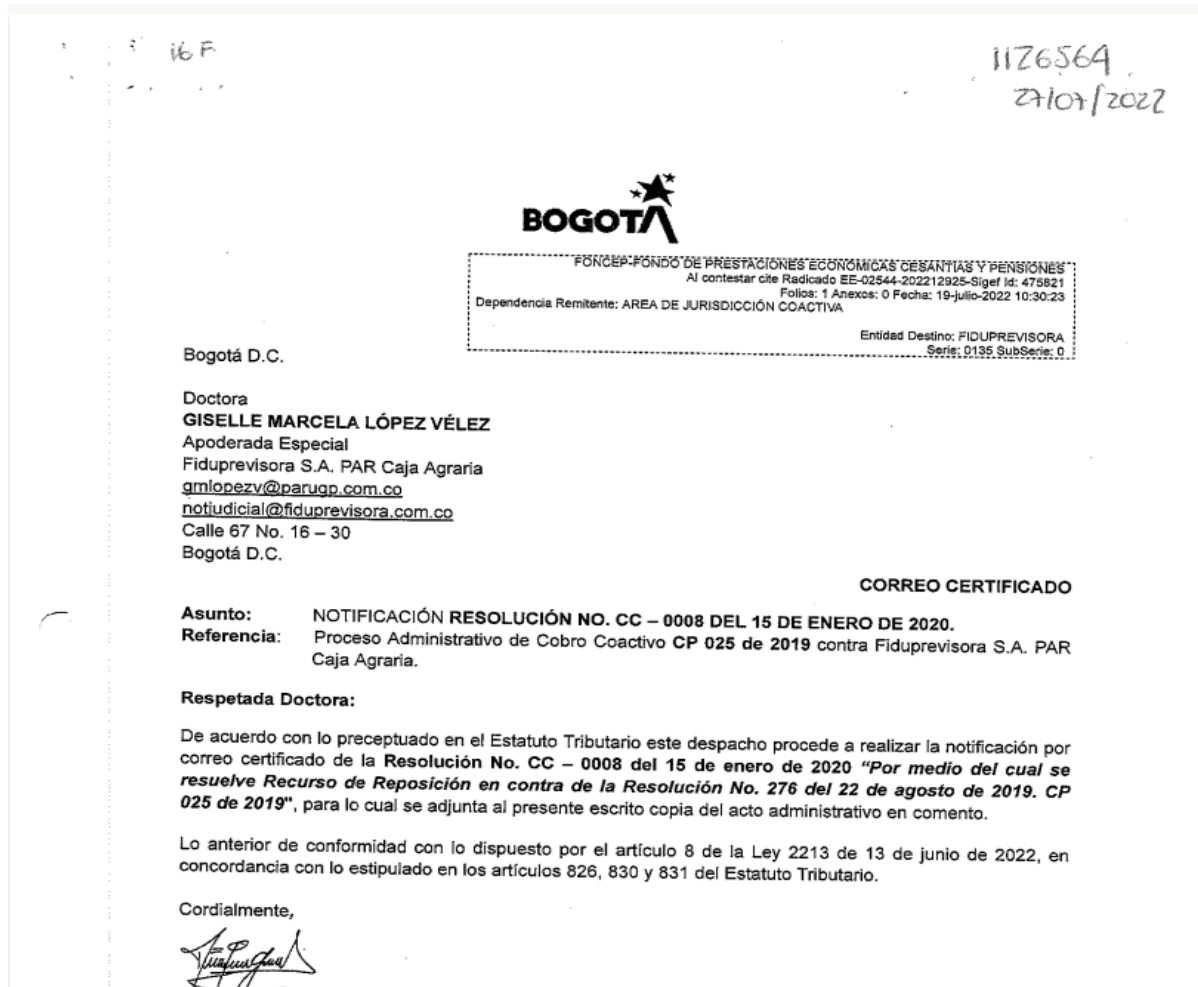 16 F
1126564
27/07/2022
BOGOTÁ
FONCEP-FONDO DE PRESTACIONES ECONÓMICAS CESANTIAS Y PENSIONES
Al contestar cite Radicado EE-02544-202212925-Sigef Id: 475821
Folios: 1 Anexos: 0 Fecha: 19-julio-2022 10:30:23
Dependencia Remitente: AREA DE JURISDICCIÓN COACTIVA
Entidad Destino: FIDUPREVISORA
Serie: 0135 SubSerie: 0
Bogotá D.C.
Doctora
GISELLE MARCELA LÓPEZ VÉLEZ
Apoderada Especial
Fiduprevisora S.A. PAR Caja Agraria
gmlopezv@parugp.com.co
notjudicial@fiduprevisora.com.co
Calle 67 No. 16 – 30
Bogotá D.C.
CORREO CERTIFICADO
Asunto: NOTIFICACIÓN RESOLUCIÓN NO. CC – 0008 DEL 15 DE ENERO DE 2020.
Referencia: Proceso Administrativo de Cobro Coactivo CP 025 de 2019 contra Fiduprevisora S.A. PAR
Caja Agraria.
Respetada Doctora:
De acuerdo con lo preceptuado en el Estatuto Tributario este despacho procede a realizar la notificación por
correo certificado de la Resolución No. CC – 0008 del 15 de enero de 2020 "Por medio del cual se
resuelve Recurso de Reposición en contra de la Resolución No. 276 del 22 de agosto de 2019. CP
025 de 2019", para lo cual se adjunta al presente escrito copia del acto administrativo en comento.
Lo anterior de conformidad con lo dispuesto por el artículo 8 de la Ley 2213 de 13 de junio de 2022, en
concordancia con lo estipulado en los artículos 826, 830 y 831 del Estatuto Tributario.
Cordialmente,